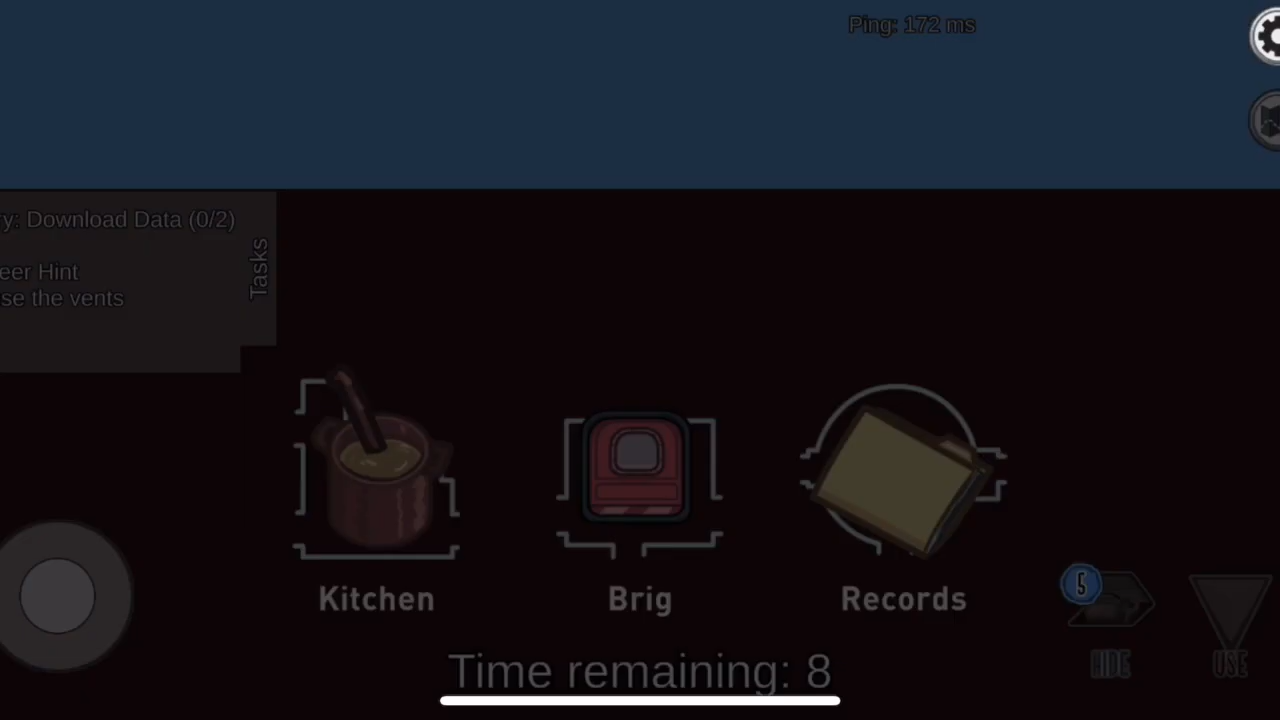 Ping: 172 ms
ry: Download Data (0/2)
eer Hint
se the vents
Tasks
Kitchen
Brig
Records
5
HIDE
USE
Time remaining: 8